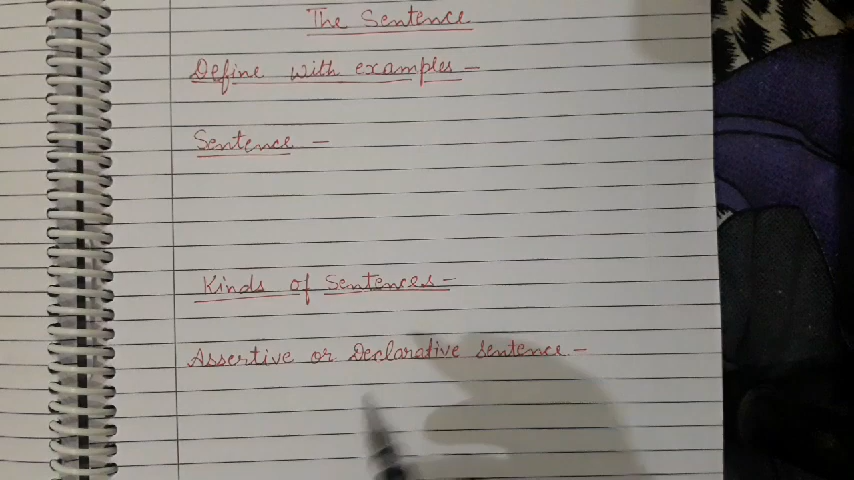 The Sentence
Define with examples -
Sentence -
Kinds of Sentences -
Assertive or Declarative Sentence -